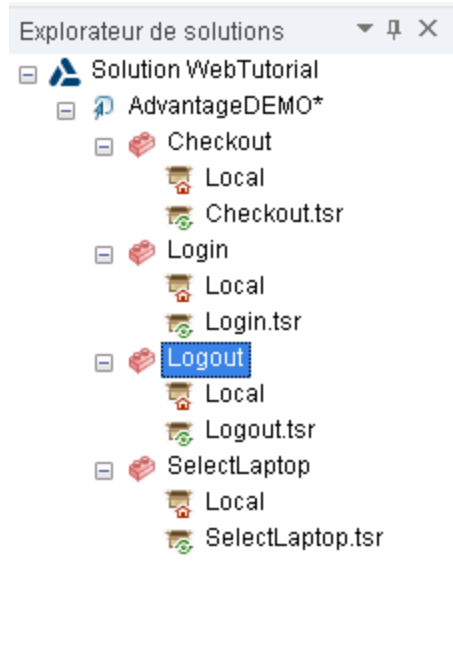 Explorateur de solutions
Solution WebTutorial
AdvantageDEMO*
Checkout
Local
Checkout.tsr
Login
Local
Login.tsr
Logout
Local
Logout.tsr
SelectLaptop
Local
SelectLaptop.tsr